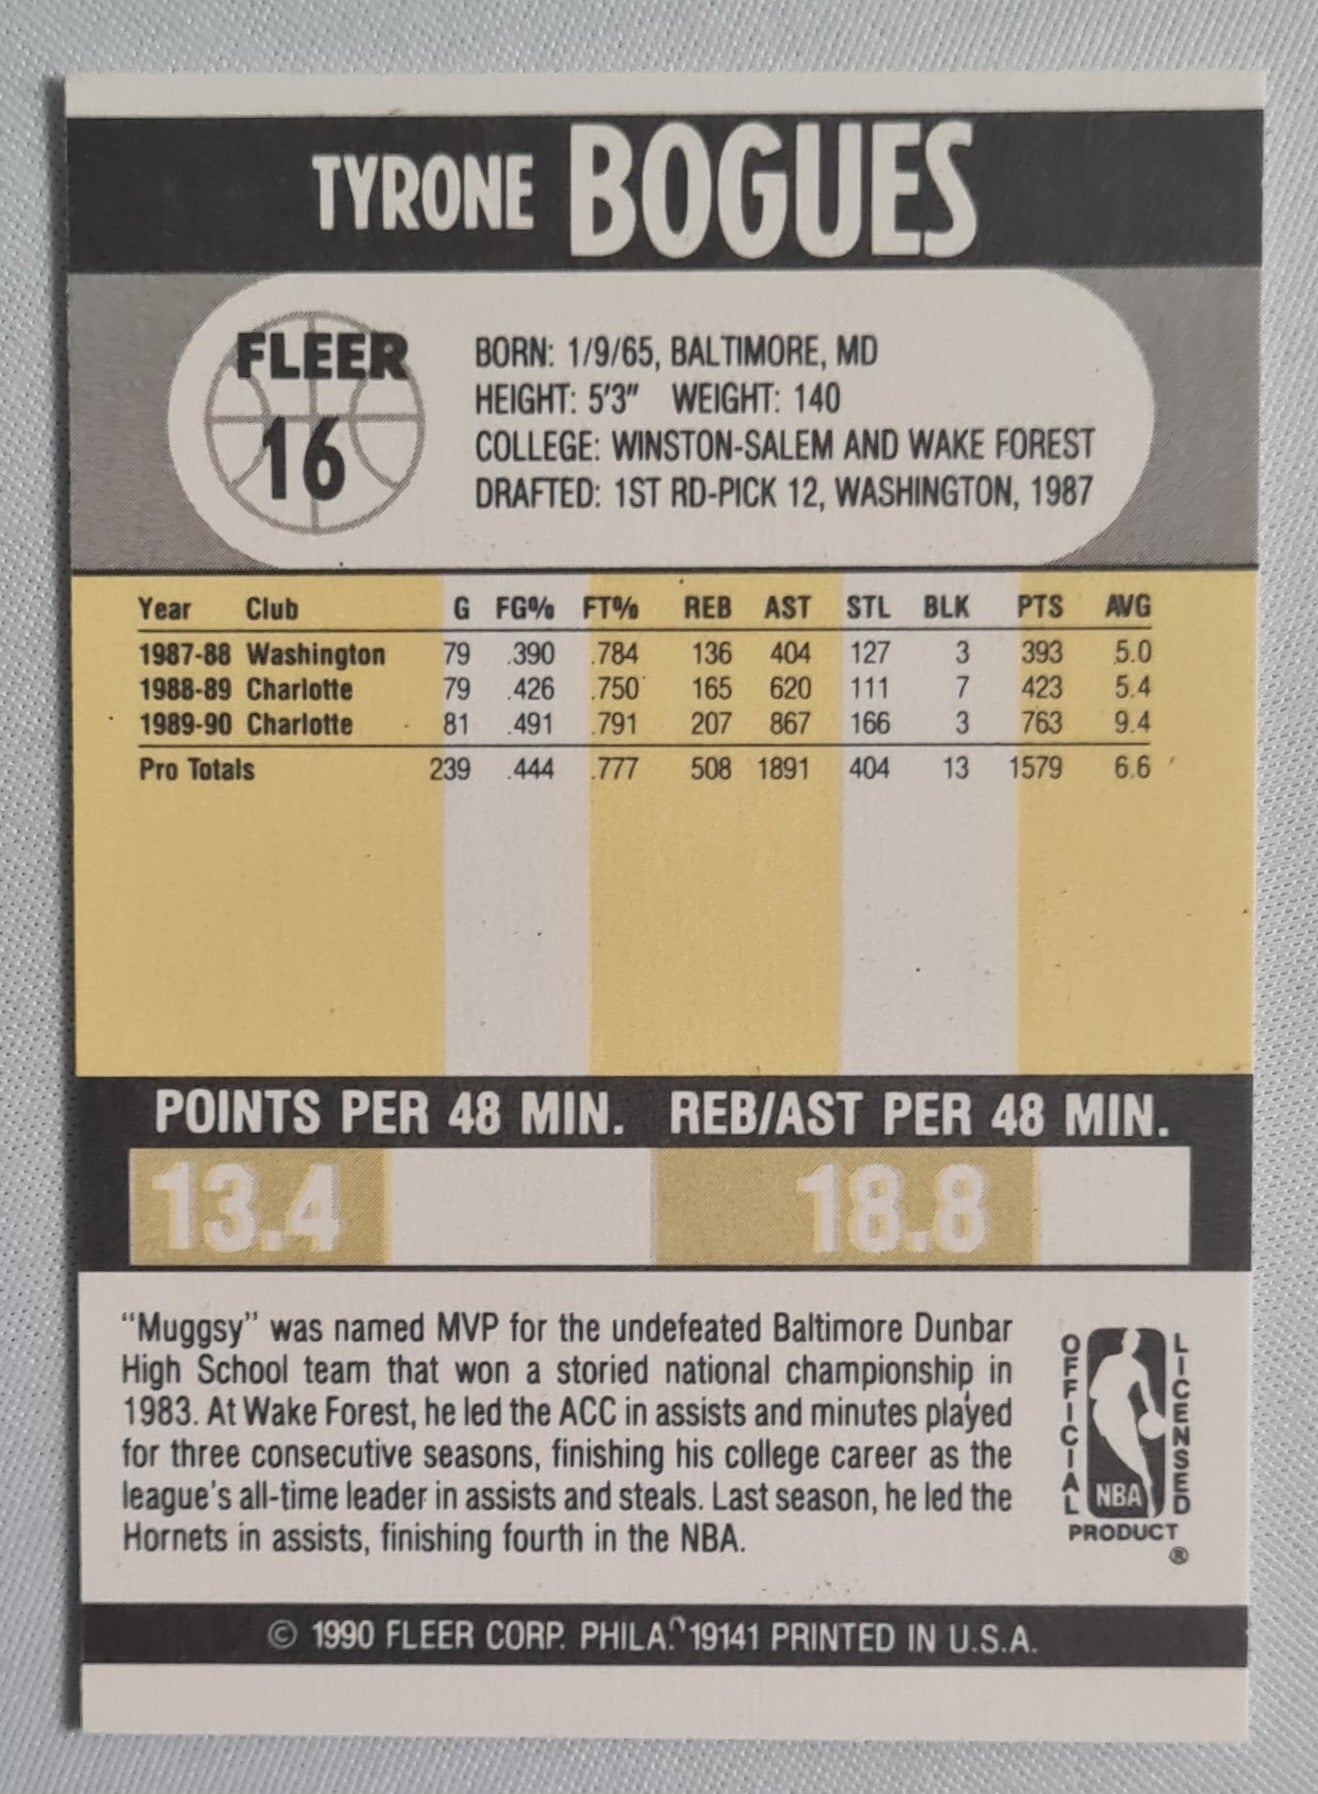 TYRONE BOGUES
FLEER
16
BORN: 1/9/65, BALTIMORE, MD
HEIGHT: 5'3" WEIGHT: 140
COLLEGE: WINSTON-SALEM AND WAKE FOREST
DRAFTED: 1ST RD-PICK 12, WASHINGTON, 1987
Year Club G FG% FT% REB AST STL BLK PTS AVG
1987-88 Washington 79 .390 .784 136 404 127 3 393 5.0
1988-89 Charlotte 79 .426 .750 165 620 111 7 423 5.4
1989-90 Charlotte 81 .491 .791 207 867 166 3 763 9.4
Pro Totals 239 .444 .777 508 1891 404 13 1579 6.6
POINTS PER 48 MIN. REB/AST PER 48 MIN.
13.4 18.8
“Muggsy” was named MVP for the undefeated Baltimore Dunbar
High School team that won a storied national championship in
1983. At Wake Forest, he led the ACC in assists and minutes played
for three consecutive seasons, finishing his college career as the
league's all-time leader in assists and steals. Last season, he led the
Hornets in assists, finishing fourth in the NBA.
OFFICIAL
NBA
LICENSED
PRODUCT
®
© 1990 FLEER CORP. PHILA. 19141 PRINTED IN U.S.A.